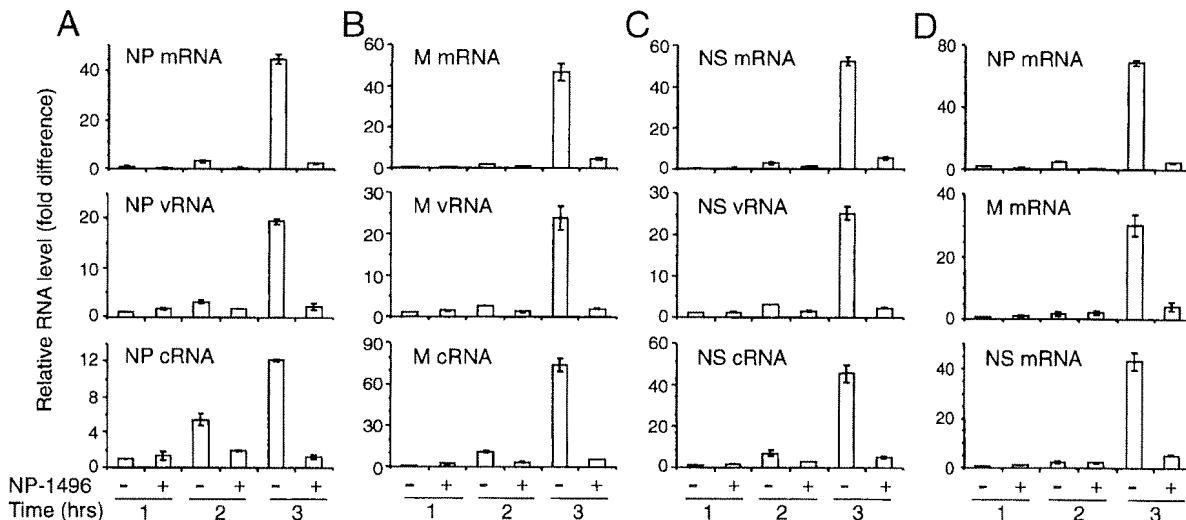 A B C D
Relative RNA level (fold difference)
NP mRNA
40
20
0
NP vRNA
20
10
0
NP cRNA
12
8
4
0
M mRNA
60
40
20
0
M vRNA
30
20
10
0
M cRNA
90
60
30
0
NS mRNA
60
40
20
0
NS vRNA
30
20
10
0
NS cRNA
60
40
20
0
NP mRNA
80
40
0
M mRNA
40
20
0
NS mRNA
40
20
0
NP-1496 - + - + - + - + - + - + - + - + - + - + - + - +
Time (hrs) 1 2 3 1 2 3 1 2 3 1 2 3